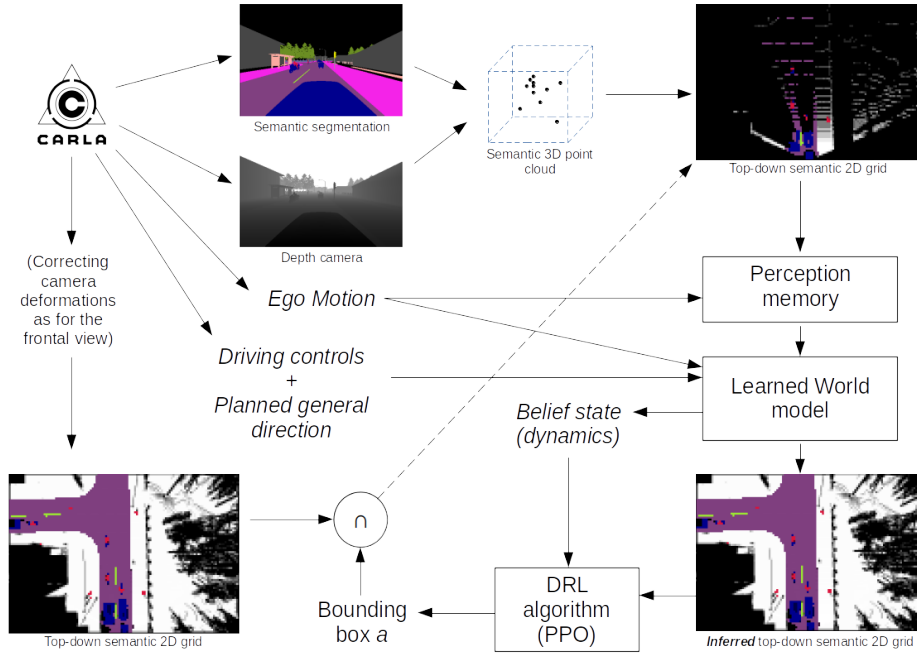 C
CARLA
Semantic segmentation
Depth camera
Semantic 3D point
cloud
Top-down semantic 2D grid
(Correcting
camera
deformations
as for the
frontal view)
Ego Motion
Driving controls
+
Planned general
direction
Perception
memory
Learned World
model
Belief state
(dynamics)
Top-down semantic 2D grid
∩
Bounding
box a
DRL
algorithm
(PPO)
Inferred top-down semantic 2D grid